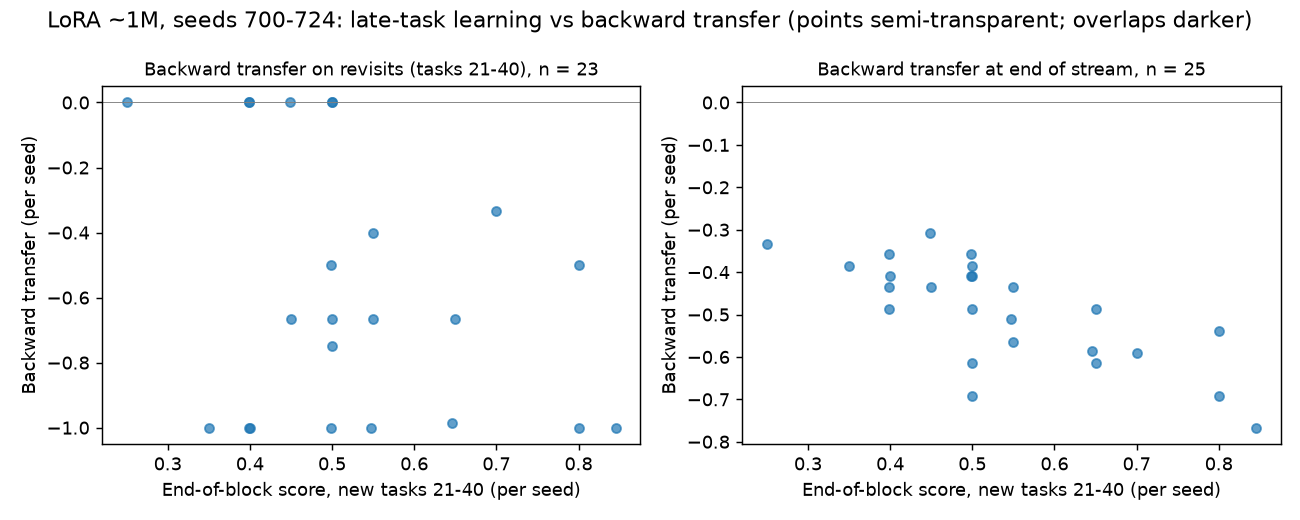 LoRA ~1M, seeds 700-724: late-task learning vs backward transfer (points semi-transparent; overlaps darker)
Backward transfer on revisits (tasks 21-40), n = 23
Backward transfer (per seed)
0.0
−0.2
−0.4
−0.6
−0.8
−1.0
0.3 0.4 0.5 0.6 0.7 0.8
End-of-block score, new tasks 21-40 (per seed)
Backward transfer at end of stream, n = 25
Backward transfer (per seed)
0.0
−0.1
−0.2
−0.3
−0.4
−0.5
−0.6
−0.7
−0.8
0.3 0.4 0.5 0.6 0.7 0.8
End-of-block score, new tasks 21-40 (per seed)